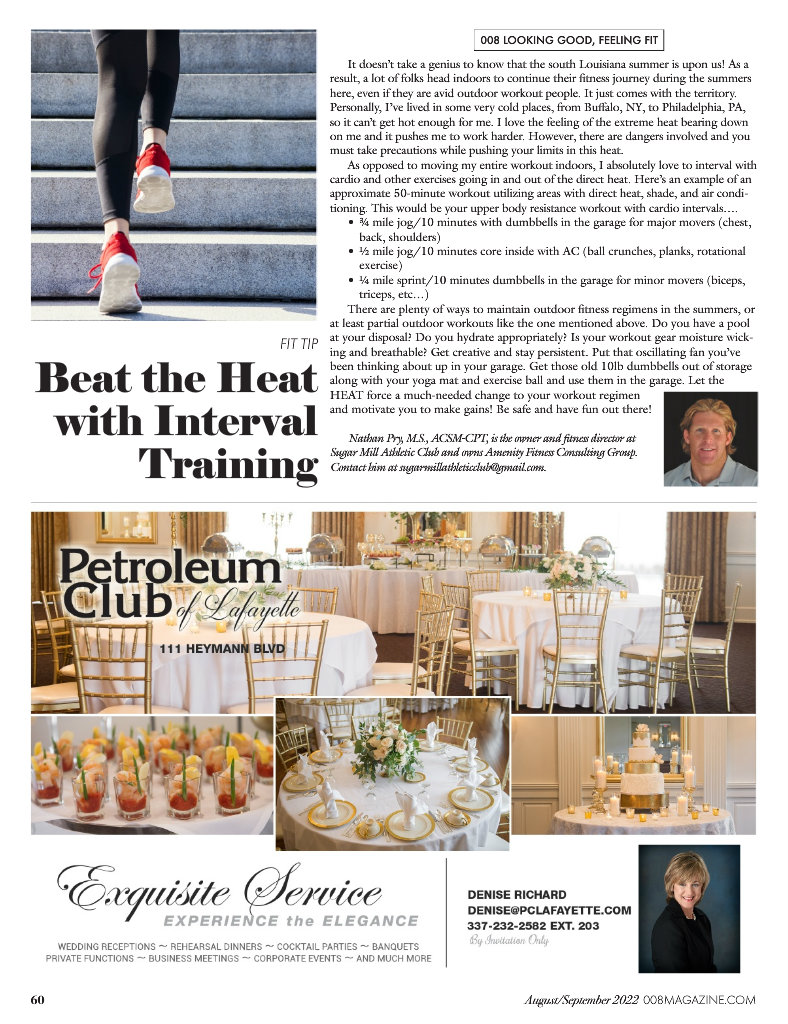 008 LOOKING GOOD, FEELING FIT
It doesn't take a genius to know that the south Louisiana summer is upon us! As a
result, a lot of folks head indoors to continue their fitness journey during the summers
here, even if they are avid outdoor workout people. It just comes with the territory.
Personally, I've lived in some very cold places, from Buffalo, NY, to Philadelphia, PA,
so it can't get hot enough for me. I love the feeling of the extreme heat bearing down
on me and it pushes me to work harder. However, there are dangers involved and you
must take precautions while pushing your limits in this heat.
As opposed to moving my entire workout indoors, I absolutely love to interval with
cardio and other exercises going in and out of the direct heat. Here's an example of an
approximate 50-minute workout utilizing areas with direct heat, shade, and air condi-
tioning. This would be your upper body resistance workout with cardio intervals….
• ¾ mile jog/10 minutes with dumbbells in the garage for major movers (chest,
back, shoulders)
• ½ mile jog/10 minutes core inside with AC (ball crunches, planks, rotational
exercise)
• ¼ mile sprint/10 minutes dumbbells in the garage for minor movers (biceps,
triceps, etc…)
There are plenty of ways to maintain outdoor fitness regimens in the summers, or
at least partial outdoor workouts like the one mentioned above. Do you have a pool
at your disposal? Do you hydrate appropriately? Is your workout gear moisture wick-
ing and breathable? Get creative and stay persistent. Put that oscillating fan you've
been thinking about up in your garage. Get those old 10lb dumbbells out of storage
along with your yoga mat and exercise ball and use them in the garage. Let the
HEAT force a much-needed change to your workout regimen
and motivate you to make gains! Be safe and have fun out there!
Nathan Pry, M.S., ACSM-CPT, is the owner and fitness director at
Sugar Mill Athletic Club and owns Amenity Fitness Consulting Group.
Contact him at sugarmillathleticclub@gmail.com.
FIT TIP
Beat the Heat
with Interval
Training
Petroleum
Club of Lafayette
111 HEYMANN BLVD
Exquisite Service
EXPERIENCE the ELEGANCE
WEDDING RECEPTIONS ~ REHEARSAL DINNERS ~ COCKTAIL PARTIES ~ BANQUETS
PRIVATE FUNCTIONS ~ BUSINESS MEETINGS ~ CORPORATE EVENTS ~ AND MUCH MORE
DENISE RICHARD
DENISE@PCLAFAYETTE.COM
337-232-2582 EXT. 203
By Invitation Only
60
August/September 2022 008MAGAZINE.COM